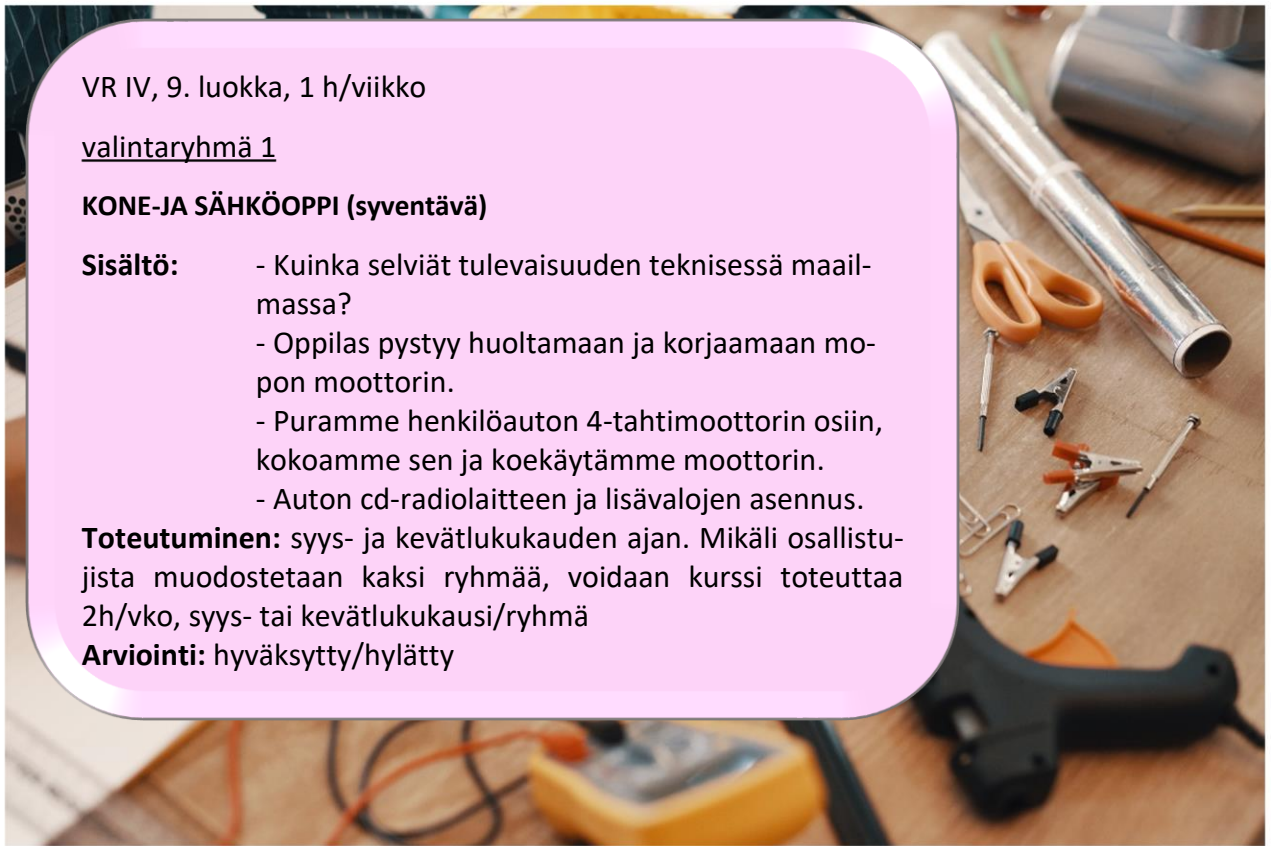 VR IV, 9. luokka, 1 h/viikko
valintaryhmä 1
KONE-JA SÄHKÖOPPI (syventävä)
Sisältö: - Kuinka selviät tulevaisuuden teknisessä maail-
massa?
- Oppilas pystyy huoltamaan ja korjaamaan mo-
pon moottorin.
- Puramme henkilöauton 4-tahtimoottorin osiin,
kokoamme sen ja koekäytämme moottorin.
- Auton cd-radiolaitteen ja lisävalojen asennus.
Toteutuminen: syys- ja kevätlukukauden ajan. Mikäli osallistu-
jista muodostetaan kaksi ryhmää, voidaan kurssi toteuttaa
2h/vko, syys- tai kevätlukukausi/ryhmä
Arviointi: hyväksytty/hylätty